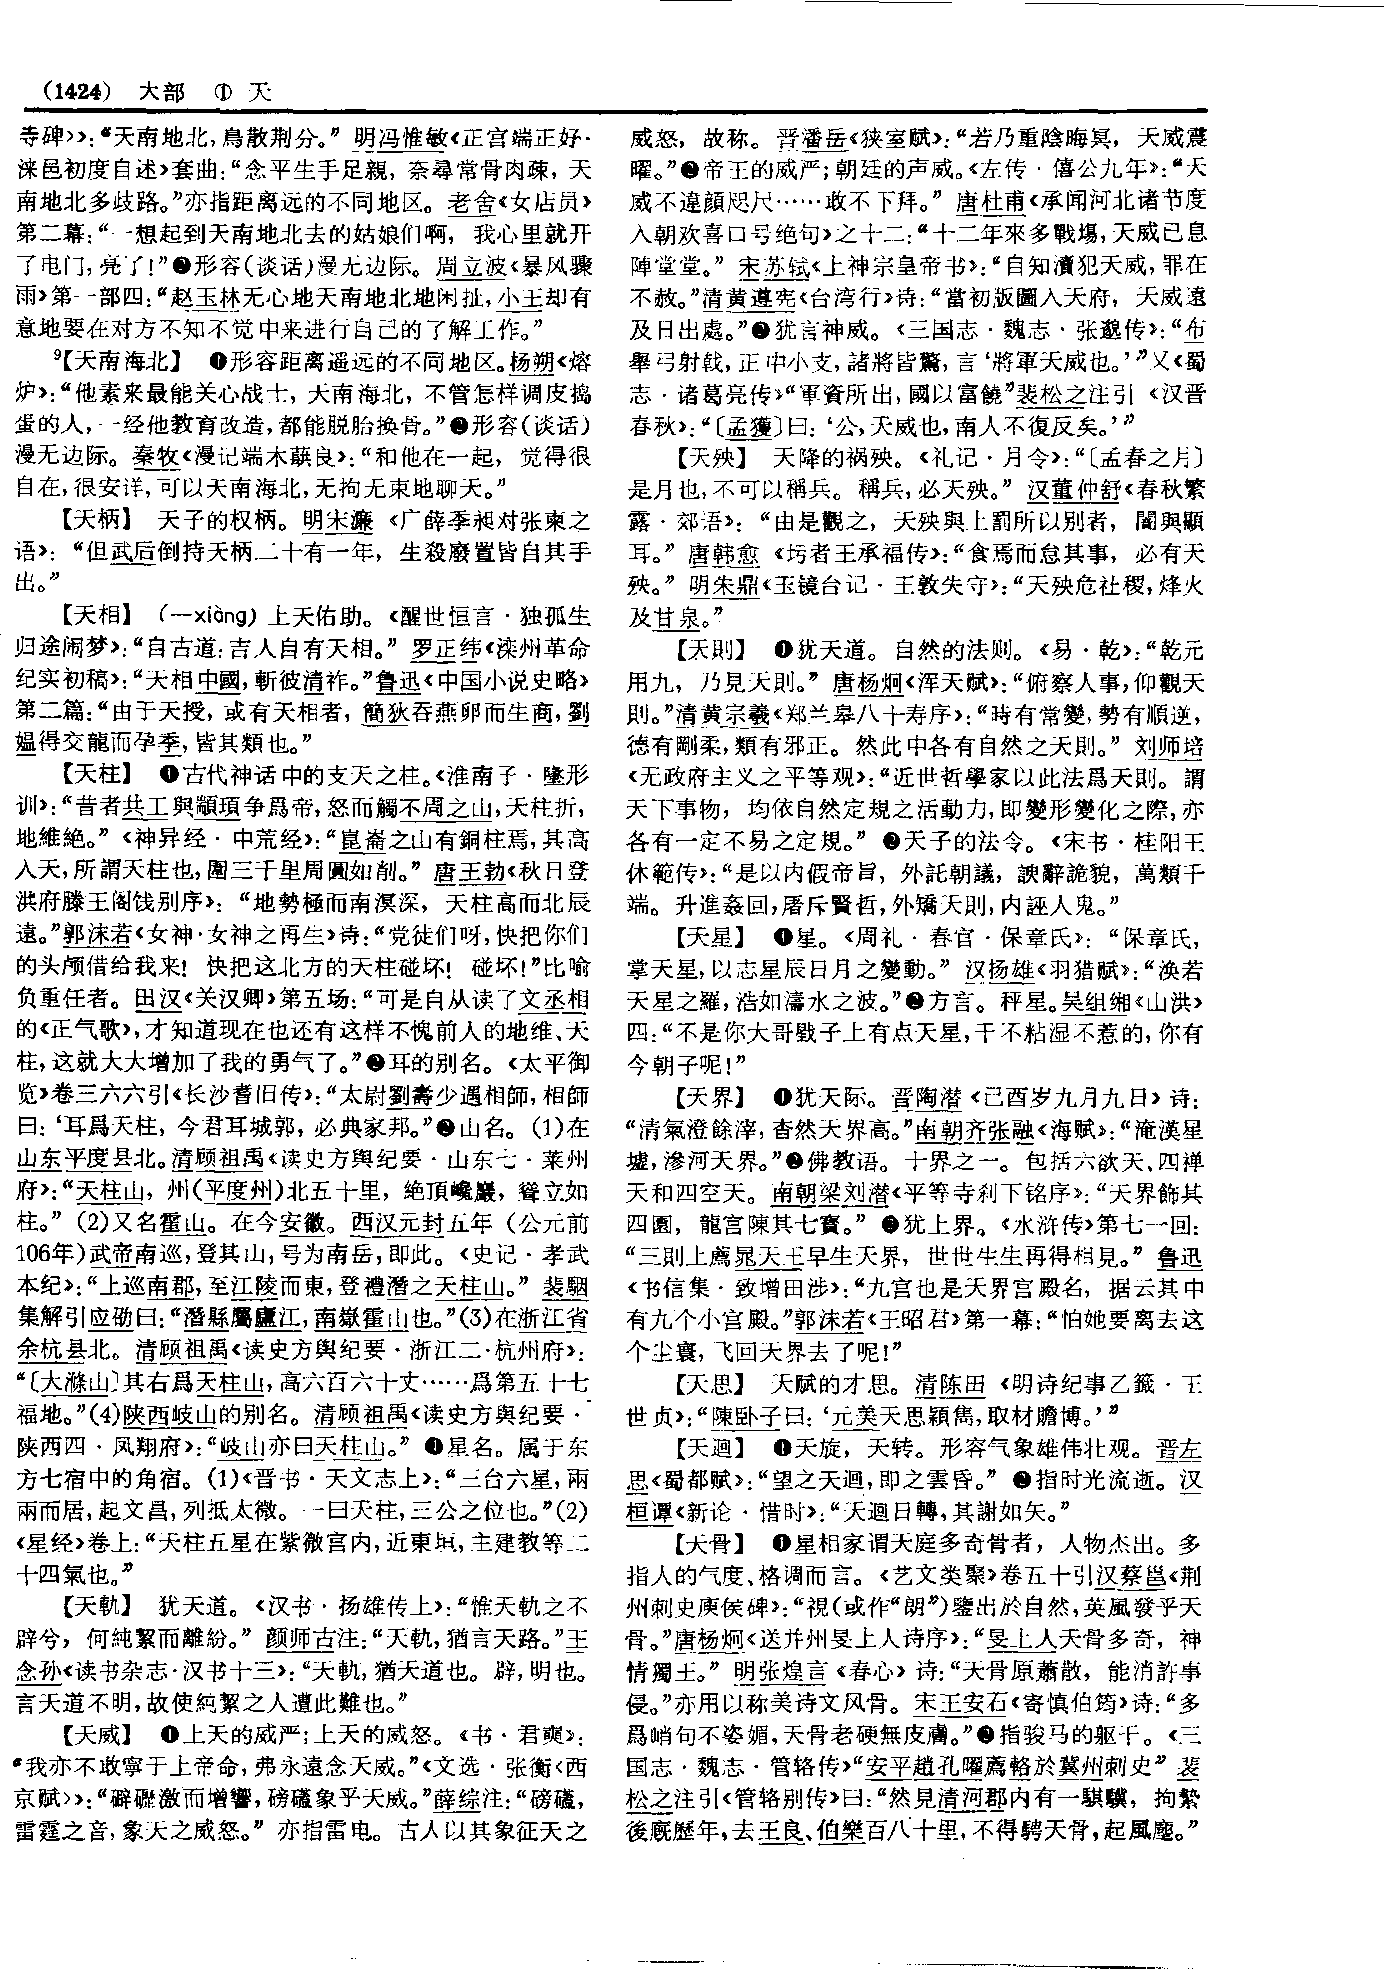 (1424) 大部 ① 天
寺碑〉》：“天南地北，鳥散荆分。” 明冯惟敏《正宫端正好·
涞邑初度自述》套曲：“念平生手足親，奈尋常骨肉疎，天
南地北多歧路。”亦指距离远的不同地区。老舍《女店员》
第二幕：“一想起到天南地北去的姑娘们啊，我心里就开
了电门，亮了！”❷形容(谈话)漫无边际。周立波《暴风骤
雨》第一部四：“赵玉林无心地天南地北地闲扯，小王却有
意地要在对方不知不觉中来进行自己的了解工作。”
⁹【天南海北】 ❶形容距离遥远的不同地区。杨朔《熔
炉》：“他素来最能关心战士，天南海北，不管怎样调皮捣
蛋的人，一经他教育改造，都能脱胎换骨。”❷形容(谈话)
漫无边际。秦牧《漫记端木蕻良》：“和他在一起，觉得很
自在，很安详，可以天南海北，无拘无束地聊天。”
【天柄】 天子的权柄。明宋濂《广薛季昶对张柬之
语》：“但武后倒持天柄二十有一年，生殺廢置皆自其手
出。”
【天相】 (—xiàng) 上天佑助。《醒世恒言·独孤生
归途闹梦》：“自古道：吉人自有天相。” 罗正纬《滦州革命
纪实初稿》：“天相中國，斬彼清祚。”鲁迅《中国小说史略》
第二篇：“由于天授，或有天相者，簡狄吞燕卵而生商，劉
媪得交龍而孕季，皆其類也。”
【天柱】 ❶古代神话中的支天之柱。《淮南子·墬形
训》：“昔者共工與顓頊争爲帝，怒而觸不周之山，天柱折，
地維絶。”《神异经·中荒经》：“崑崙之山有銅柱焉，其高
入天，所謂天柱也，圍三千里周圓如削。” 唐王勃《秋日登
洪府滕王阁饯别序》：“地勢極而南溟深，天柱高而北辰
遠。”郭沫若《女神·女神之再生》诗：“党徒们呀，快把你们
的头颅借给我来！快把这北方的天柱碰坏！碰坏！”比喻
负重任者。田汉《关汉卿》第五场：“可是自从读了文丞相
的《正气歌》，才知道现在也还有这样不愧前人的地维、天
柱，这就大大增加了我的勇气了。”❷耳的别名。《太平御
览》卷三六六引《长沙耆旧传》：“太尉劉壽少遇相師，相師
曰：‘耳爲天柱，今君耳城郭，必典家邦。’”❸山名。(1)在
山东平度县北。清顾祖禹《读史方舆纪要·山东七·莱州
府》：“天柱山，州(平度州)北五十里，絶頂巉巖，聳立如
柱。” (2)又名霍山。在今安徽。西汉元封五年 (公元前
106年)武帝南巡，登其山，号为南岳，即此。《史记·孝武
本纪》：“上巡南郡，至江陵而東，登禮灊之天柱山。” 裴駰
集解引应劭曰：“灊縣屬廬江，南嶽霍山也。”(3)在浙江省
余杭县北。清顾祖禹《读史方舆纪要·浙江二·杭州府》：
“〔大滌山〕其右爲天柱山，高六百六十丈……爲第五十七
福地。”(4)陕西岐山的别名。清顾祖禹《读史方舆纪要·
陕西四·凤翔府》：“岐山亦曰天柱山。” ❹星名。属于东
方七宿中的角宿。(1)《晋书·天文志上》：“三台六星，兩
兩而居，起文昌，列抵太微。一曰天柱，三公之位也。”(2)
《星经》卷上：“天柱五星在紫微宫内，近東垣，主建教等二
十四氣也。”
【天軌】 犹天道。《汉书·扬雄传上》：“惟天軌之不
辟兮，何純絜而離紛。” 颜师古注：“天軌，猶言天路。”王
念孙《读书杂志·汉书十三》：“天軌，猶天道也。辟，明也。
言天道不明，故使純絜之人遭此難也。”
【天威】 ❶上天的威严；上天的威怒。《书·君奭》：
“我亦不敢寧于上帝命，弗永遠念天威。”《文选·张衡〈西
京赋〉》：“礔礰激而增響，磅礚象乎天威。”薛综注：“磅礚，
雷霆之音，象天之威怒。” 亦指雷电。古人以其象征天之
威怒，故称。晋潘岳《狭室赋》：“若乃重陰晦冥，天威震
曜。”❷帝王的威严；朝廷的声威。《左传·僖公九年》：“天
威不違顔咫尺……敢不下拜。” 唐杜甫《承闻河北诸节度
入朝欢喜口号绝句》之十二：“十二年來多戰場，天威已息
陣堂堂。” 宋苏轼《上神宗皇帝书》：“自知瀆犯天威，罪在
不赦。”清黄遵宪《台湾行》诗：“當初版圖入天府，天威遠
及日出處。”❸犹言神威。《三国志·魏志·张邈传》：“布
舉弓射戟，正中小支，諸將皆驚，言‘將軍天威也。’”又《蜀
志·诸葛亮传》“軍資所出，國以富饒”裴松之注引《汉晋
春秋》：“〔孟獲〕曰：‘公，天威也，南人不復反矣。’”
【天殃】 天降的祸殃。《礼记·月令》：“〔孟春之月〕
是月也，不可以稱兵。稱兵，必天殃。” 汉董仲舒《春秋繁
露·郊语》：“由是觀之，天殃與上罰所以别者，闇與顯
耳。” 唐韩愈《圬者王承福传》：“食焉而怠其事，必有天
殃。” 明朱鼎《玉镜台记·王敦失守》：“天殃危社稷，烽火
及甘泉。”
【天則】 ❶犹天道。自然的法则。《易·乾》：“乾元
用九，乃見天則。” 唐杨炯《浑天赋》：“俯察人事，仰觀天
則。”清黄宗羲《郑兰皋八十寿序》：“時有常變，勢有順逆，
德有剛柔，類有邪正。然此中各有自然之天則。” 刘师培
《无政府主义之平等观》：“近世哲學家以此法爲天則。謂
天下事物，均依自然定規之活動力，即變形變化之際，亦
各有一定不易之定規。” ❷天子的法令。《宋书·桂阳王
休範传》：“是以内假帝旨，外託朝議，諛辭詭貌，萬類千
端。升進姦回，屠斥賢哲，外矯天則，内誣人鬼。”
【天星】 ❶星。《周礼·春官·保章氏》：“保章氏，
掌天星，以志星辰日月之變動。” 汉扬雄《羽猎赋》：“涣若
天星之羅，浩如濤水之波。”❷方言。秤星。吴组缃《山洪》
四：“不是你大哥戥子上有点天星，干不粘湿不惹的，你有
今朝子呢！”
【天界】 ❶犹天际。晋陶潜《己酉岁九月九日》诗：
“清氣澄餘滓，杳然天界高。”南朝齐张融《海赋》：“淹漢星
墟，滲河天界。”❷佛教语。十界之一。包括六欲天、四禅
天和四空天。南朝梁刘潜《平等寺刹下铭序》：“天界飾其
四園，龍宫陳其七寳。” ❸犹上界。《水浒传》第七一回：
“三則上薦晁天王早生天界，世世生生再得相見。” 鲁迅
《书信集·致增田涉》：“九宫也是天界宫殿名，据云其中
有九个小宫殿。”郭沫若《王昭君》第一幕：“怕她要离去这
个尘寰，飞回天界去了呢！”
【天思】 天赋的才思。清陈田《明诗纪事乙籤·王
世贞》：“陳卧子曰：‘元美天思穎雋，取材贍博。’”
【天迴】 ❶天旋，天转。形容气象雄伟壮观。晋左
思《蜀都赋》：“望之天迴，即之雲昏。” ❷指时光流逝。汉
桓谭《新论·惜时》：“天迴日轉，其謝如矢。”
【天骨】 ❶星相家谓天庭多奇骨者，人物杰出。多
指人的气度、格调而言。《艺文类聚》卷五十引汉蔡邕《荆
州刺史庾侯碑》：“視(或作“朗”)鑒出於自然，英風發乎天
骨。”唐杨炯《送并州旻上人诗序》：“旻上人天骨多奇，神
情獨王。” 明张煌言《春心》诗：“天骨原蕭散，能消許事
侵。”亦用以称美诗文风骨。宋王安石《寄慎伯筠》诗：“多
爲峭句不姿媚，天骨老硬無皮膚。”❷指骏马的躯干。《三
国志·魏志·管辂传》“安平趙孔曜薦輅於冀州刺史” 裴
松之注引《管辂别传》曰：“然見清河郡内有一騏驥，拘縶
後厩歷年，去王良、伯樂百八十里，不得騁天骨，起風塵。”